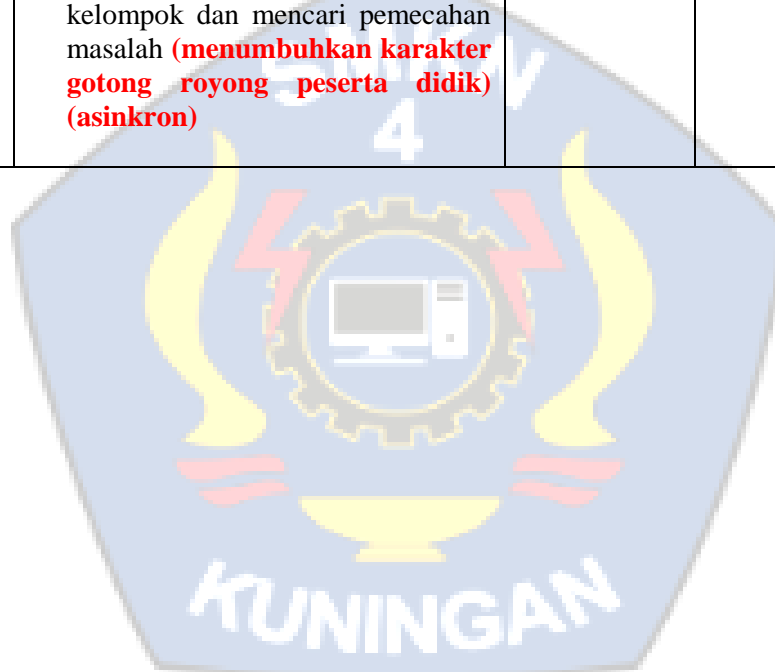 kelompok dan mencari pemecahan
masalah (menumbuhkan karakter
gotong royong peserta didik)
(asinkron)
SMKN
4
KUNINGAN